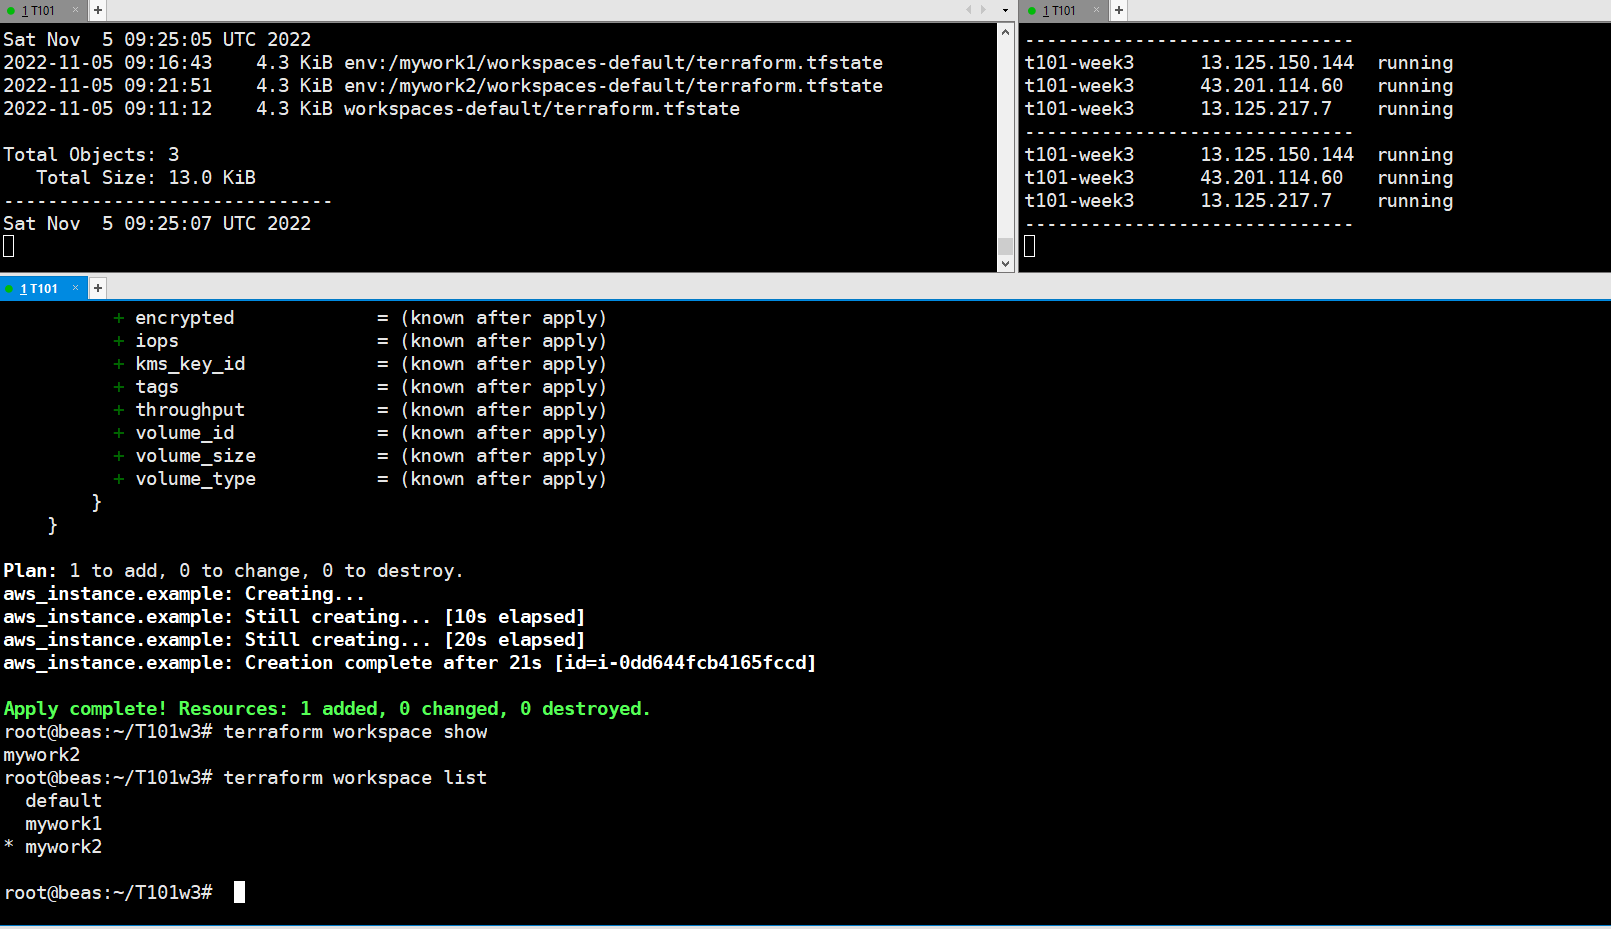 1 T101 × +
Sat Nov  5 09:25:05 UTC 2022
2022-11-05 09:16:43    4.3 KiB env:/mywork1/workspaces-default/terraform.tfstate
2022-11-05 09:21:51    4.3 KiB env:/mywork2/workspaces-default/terraform.tfstate
2022-11-05 09:11:12    4.3 KiB workspaces-default/terraform.tfstate

Total Objects: 3
   Total Size: 13.0 KiB
------------------------------
Sat Nov  5 09:25:07 UTC 2022
1 T101 × +
------------------------------
t101-week3      13.125.150.144  running
t101-week3      43.201.114.60   running
t101-week3      13.125.217.7    running
------------------------------
t101-week3      13.125.150.144  running
t101-week3      43.201.114.60   running
t101-week3      13.125.217.7    running
------------------------------
1 T101 × +
          + encrypted             = (known after apply)
          + iops                  = (known after apply)
          + kms_key_id            = (known after apply)
          + tags                  = (known after apply)
          + throughput            = (known after apply)
          + volume_id             = (known after apply)
          + volume_size           = (known after apply)
          + volume_type           = (known after apply)
        }
    }

Plan: 1 to add, 0 to change, 0 to destroy.
aws_instance.example: Creating...
aws_instance.example: Still creating... [10s elapsed]
aws_instance.example: Still creating... [20s elapsed]
aws_instance.example: Creation complete after 21s [id=i-0dd644fcb4165fccd]

Apply complete! Resources: 1 added, 0 changed, 0 destroyed.
root@beas:~/T101w3# terraform workspace show
mywork2
root@beas:~/T101w3# terraform workspace list
  default
  mywork1
* mywork2

root@beas:~/T101w3#